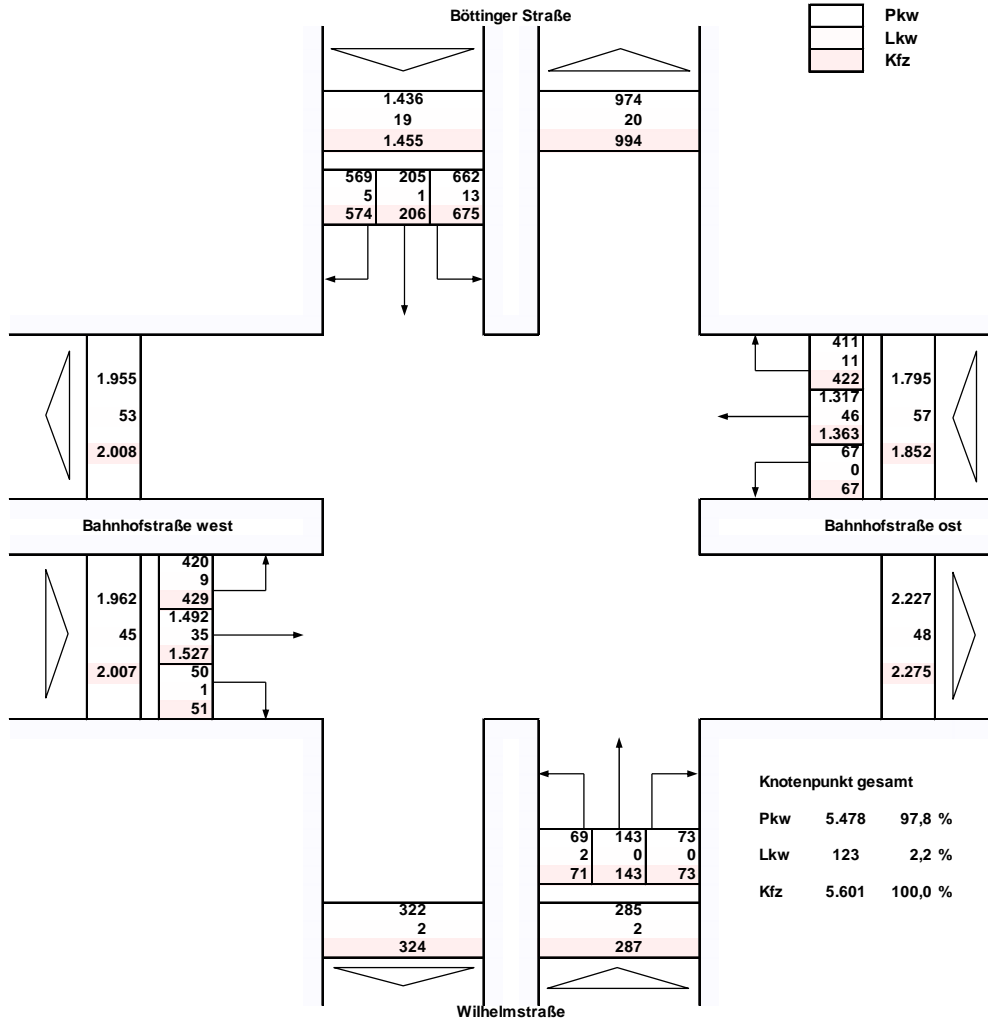 Böttinger Straße
Pkw
Lkw
Kfz
1.436
19
1.455
974
20
994
569 205 662
5 1 13
574 206 675
1.955
53
2.008
411
11
422
1.317
46
1.363
67
0
67
1.795
57
1.852
Bahnhofstraße west
Bahnhofstraße ost
1.962
45
2.007
420
9
429
1.492
35
1.527
50
1
51
2.227
48
2.275
69 143 73
2 0 0
71 143 73
322
2
324
285
2
287
Wilhelmstraße
Knotenpunkt gesamt
Pkw 5.478 97,8 %
Lkw 123 2,2 %
Kfz 5.601 100,0 %